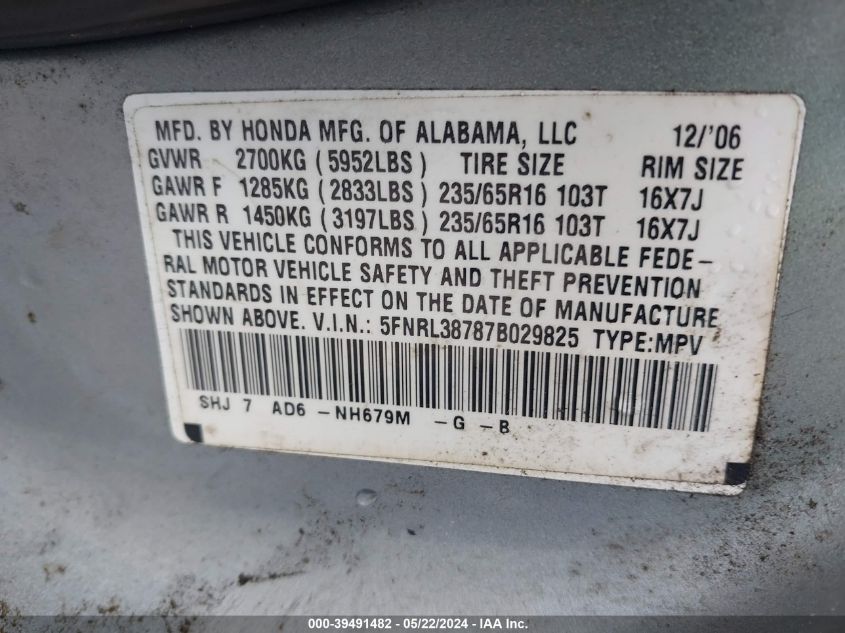 MFD. BY HONDA MFG. OF ALABAMA, LLC 12/'06
GVWR 2700KG (5952LBS) TIRE SIZE RIM SIZE
GAWR F 1285KG (2833LBS) 235/65R16 103T 16X7J
GAWR R 1450KG (3197LBS) 235/65R16 103T 16X7J
THIS VEHICLE CONFORMS TO ALL APPLICABLE FEDE-
RAL MOTOR VEHICLE SAFETY AND THEFT PREVENTION
STANDARDS IN EFFECT ON THE DATE OF MANUFACTURE
SHOWN ABOVE. V.I.N.: 5FNRL38787B029825 TYPE:MPV
SHJ 7 AD6 -NH679M -G -B
000-39491482 - 05/22/2024 - IAA Inc.